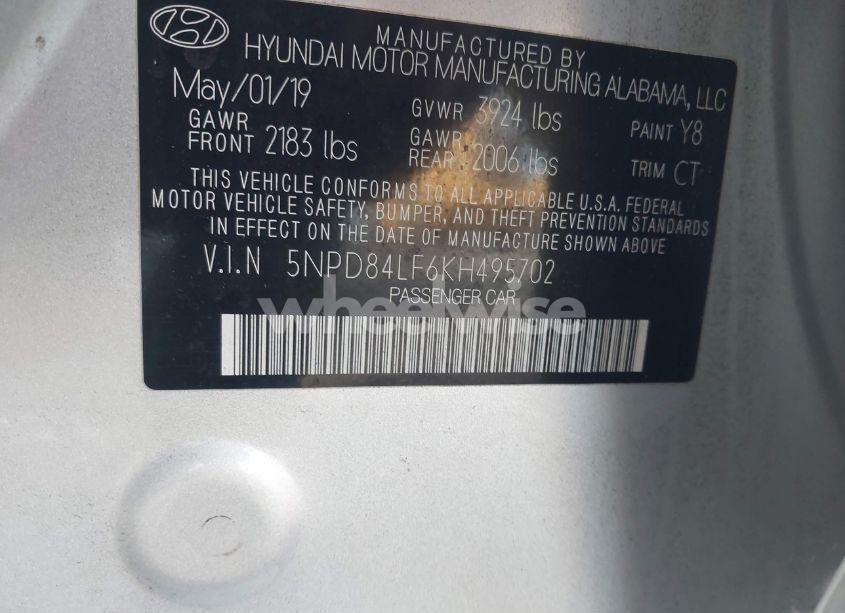 MANUFACTURED BY
HYUNDAI MOTOR MANUFACTURING ALABAMA, LLC
May/01/19 GVWR 3924 lbs PAINT Y8
GAWR FRONT 2183 lbs GAWR REAR 2006 lbs TRIM CT
THIS VEHICLE CONFORMS TO ALL APPLICABLE U.S.A. FEDERAL
MOTOR VEHICLE SAFETY, BUMPER, AND THEFT PREVENTION STANDARDS
IN EFFECT ON THE DATE OF MANUFACTURE SHOWN ABOVE
V.I.N 5NPD84LF6KH495702
PASSENGER CAR
wheelwise